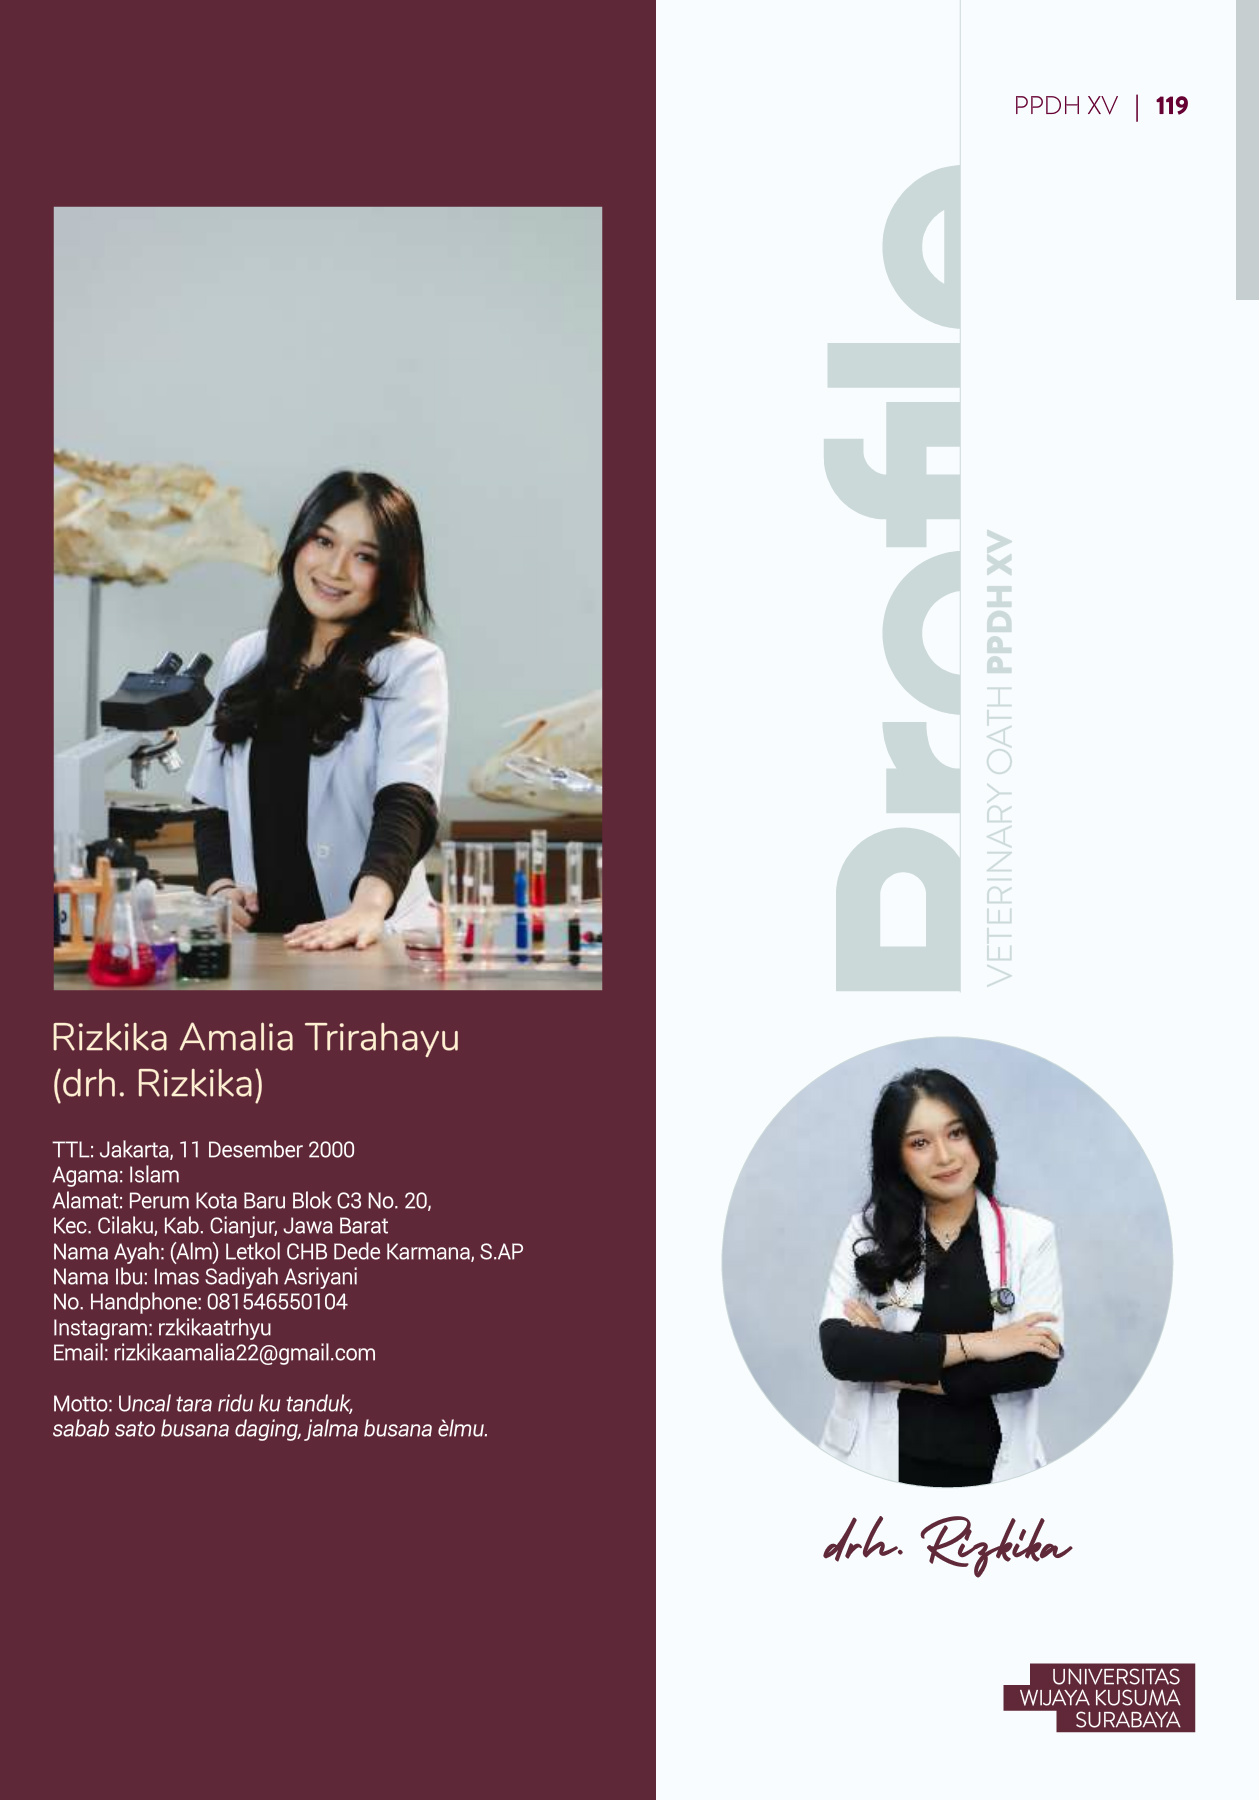 PPDH XV | 119
Profile
VETERINARY OATH PPDH XV
Rizkika Amalia Trirahayu
(drh. Rizkika)
TTL: Jakarta, 11 Desember 2000
Agama: Islam
Alamat: Perum Kota Baru Blok C3 No. 20,
Kec. Cilaku, Kab. Cianjur, Jawa Barat
Nama Ayah: (Alm) Letkol CHB Dede Karmana, S.AP
Nama Ibu: Imas Sadiyah Asriyani
No. Handphone: 081546550104
Instagram: rzkikaatrhyu
Email: rizkikaamalia22@gmail.com
Motto: Uncal tara ridu ku tanduk,
sabab sato busana daging, jalma busana èlmu.
drh. Rizkika
UNIVERSITAS
WIJAYA KUSUMA
SURABAYA